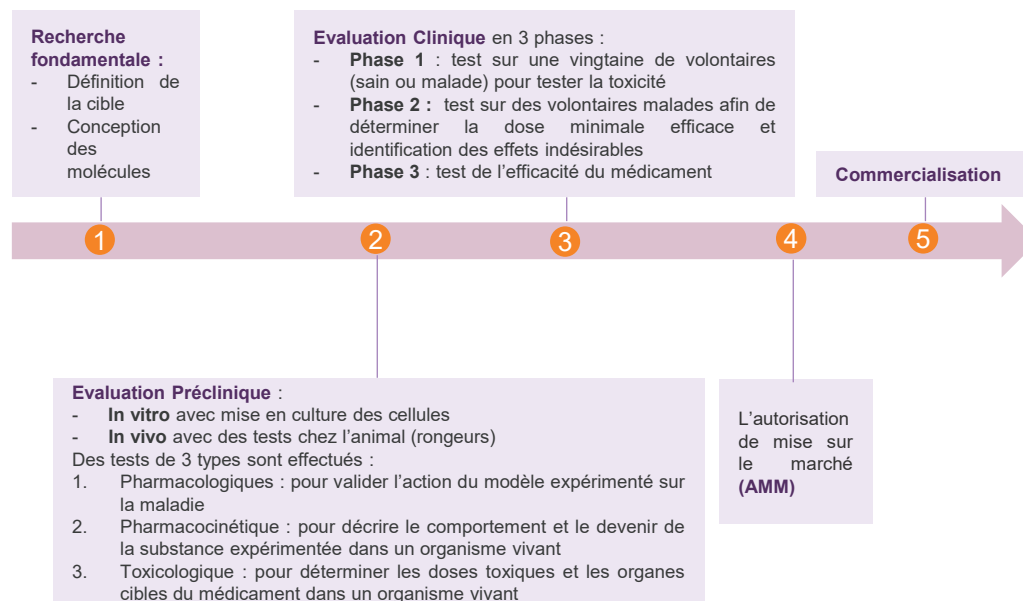 Recherche
fondamentale :
- Définition de
la cible
- Conception
des
molécules
Evaluation Clinique en 3 phases :
- Phase 1 : test sur une vingtaine de volontaires
(sain ou malade) pour tester la toxicité
- Phase 2 : test sur des volontaires malades afin de
déterminer la dose minimale efficace et
identification des effets indésirables
- Phase 3 : test de l'efficacité du médicament
Commercialisation
1
2
3
4
5
Evaluation Préclinique :
- In vitro avec mise en culture des cellules
- In vivo avec des tests chez l'animal (rongeurs)
Des tests de 3 types sont effectués :
1. Pharmacologiques : pour valider l'action du modèle expérimenté sur
la maladie
2. Pharmacocinétique : pour décrire le comportement et le devenir de
la substance expérimentée dans un organisme vivant
3. Toxicologique : pour déterminer les doses toxiques et les organes
cibles du médicament dans un organisme vivant
L'autorisation
de mise sur
le marché
(AMM)